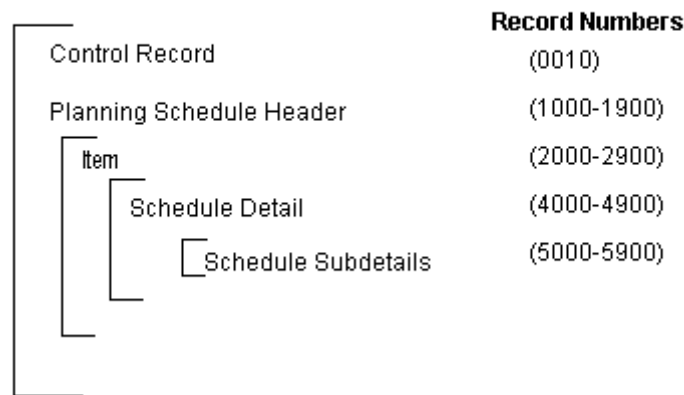 Record Numbers
Control Record (0010)
Planning Schedule Header (1000-1900)
Item (2000-2900)
Schedule Detail (4000-4900)
Schedule Subdetails (5000-5900)